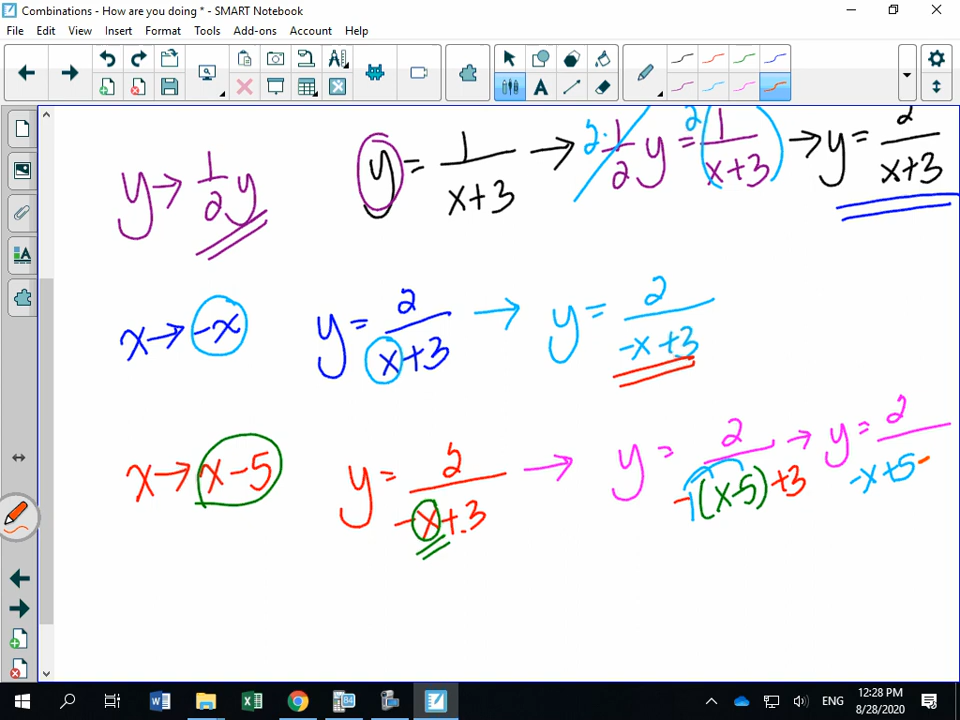 Combinations - How are you doing * - SMART Notebook
File Edit View Insert Format Tools Add-ons Account Help
y → 1/2 y y = 1/(x+3) → 2·1/2 y = 2(1/(x+3)) → y = 2/(x+3)
x → -x y = 2/(x+3) → y = 2/(-x+3)
x → x-5 y = 2/(-x+3) → y = 2/(-1(x-5)+3) → y = 2/(-x+5-
ENG
12:28 PM
8/28/2020